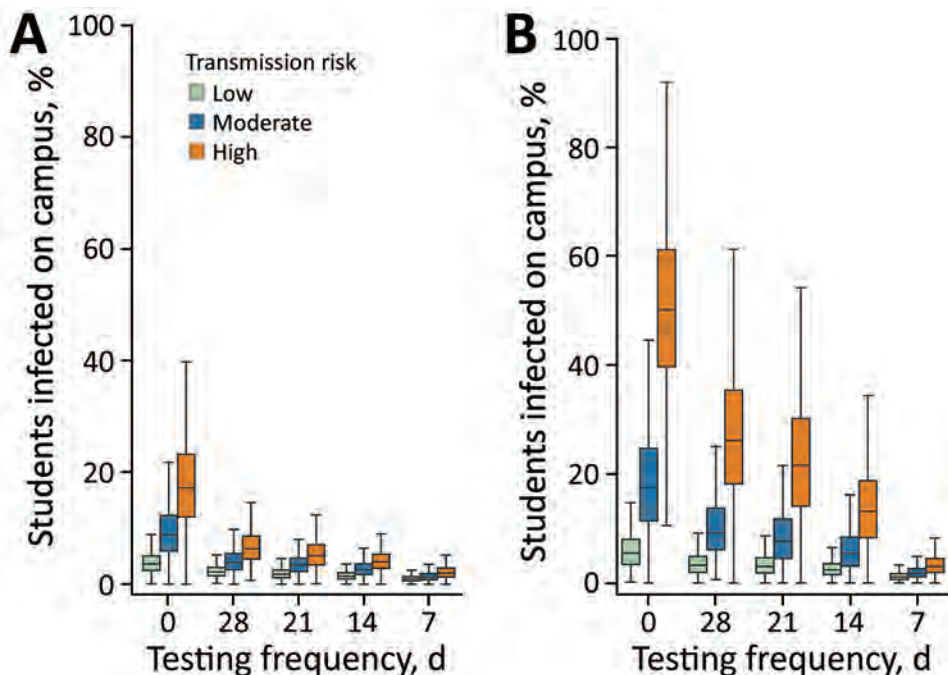 A
Students infected on campus, %
100
80
60
40
20
0
Transmission risk
Low
Moderate
High
0 28 21 14 7
Testing frequency, d
B
Students infected on campus, %
100
80
60
40
20
0
0 28 21 14 7
Testing frequency, d